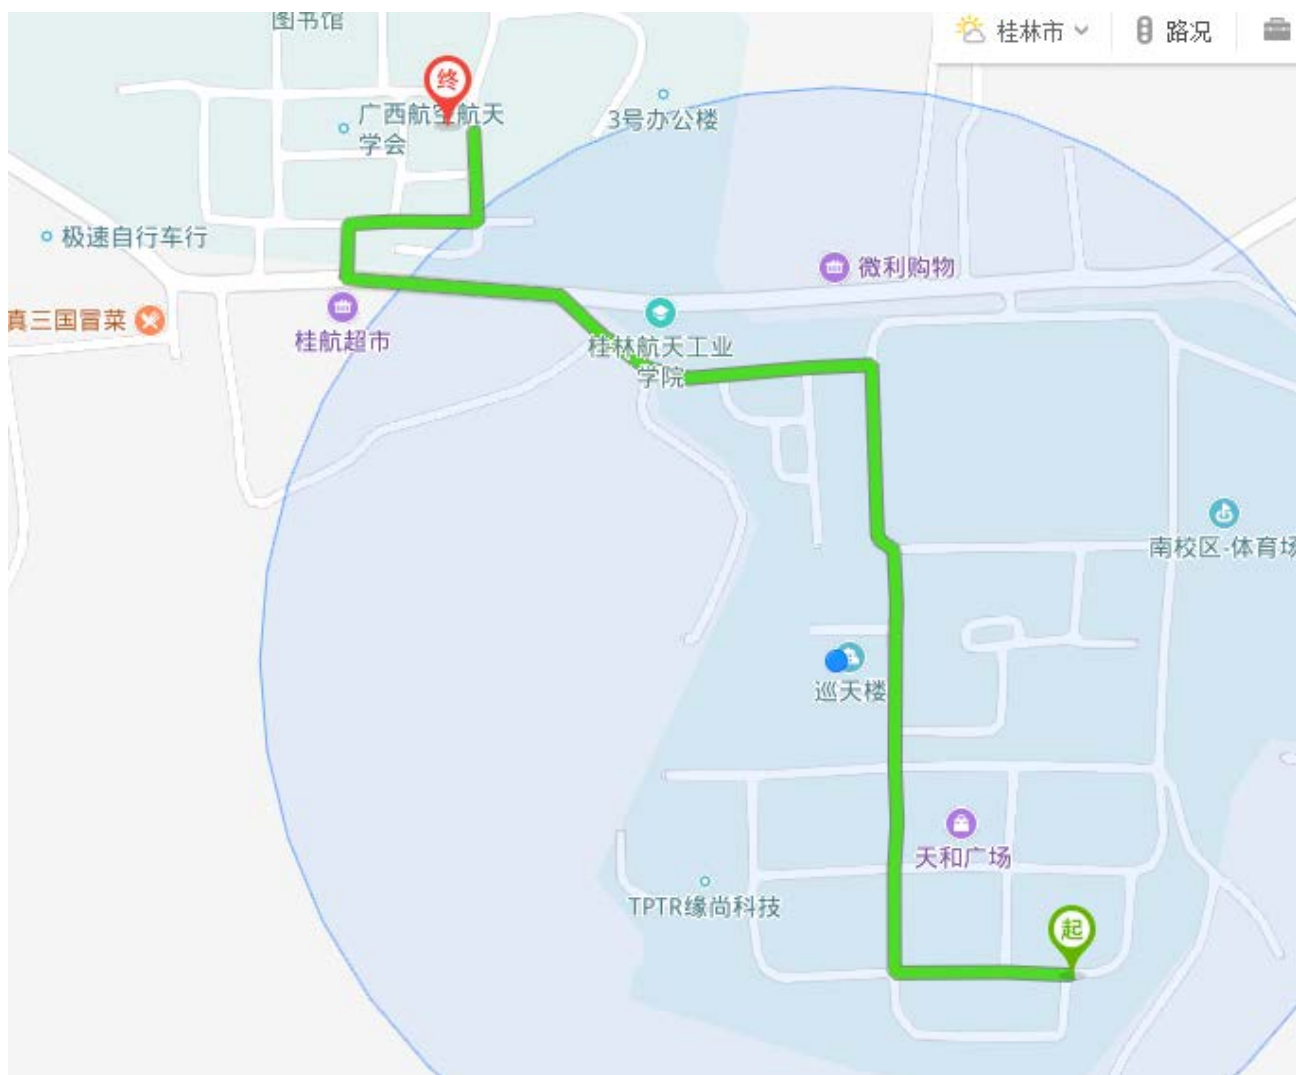 图书馆
桂林市
路况
终
广西航空航天
学会
3号办公楼
极速自行车行
微利购物
真三国冒菜
桂航超市
桂林航天工业
学院
南校区-体育场
巡天楼
天和广场
TPTR缘尚科技
起